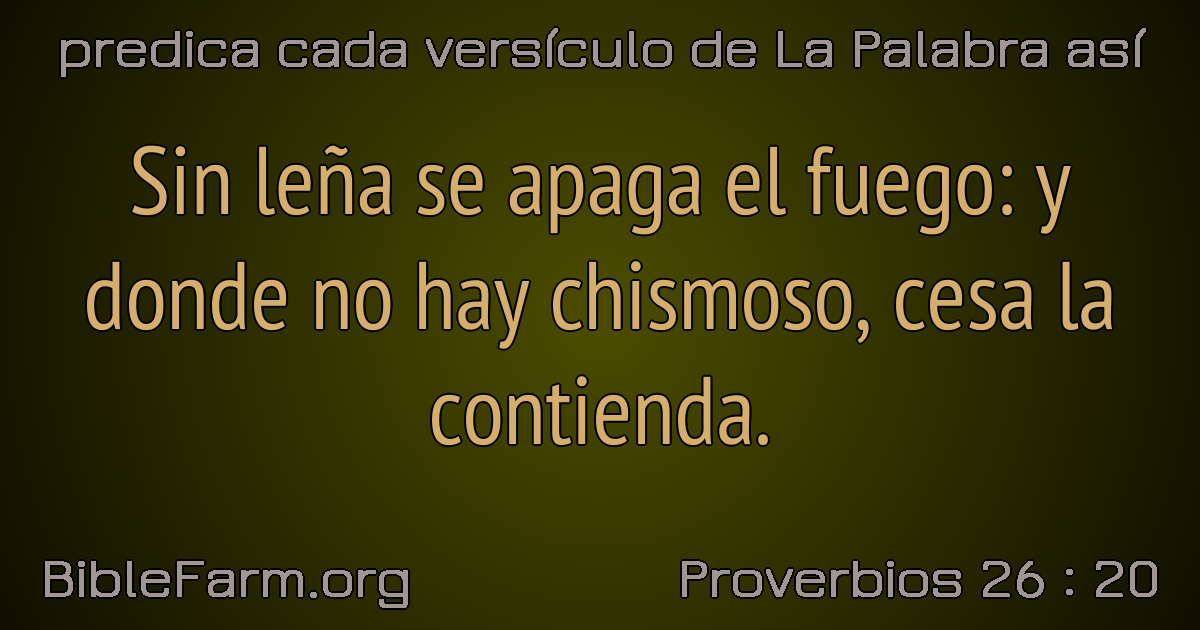 predica cada versículo de La Palabra así
Sin leña se apaga el fuego: y
donde no hay chismoso, cesa la
contienda.
BibleFarm.org
Proverbios 26 : 20